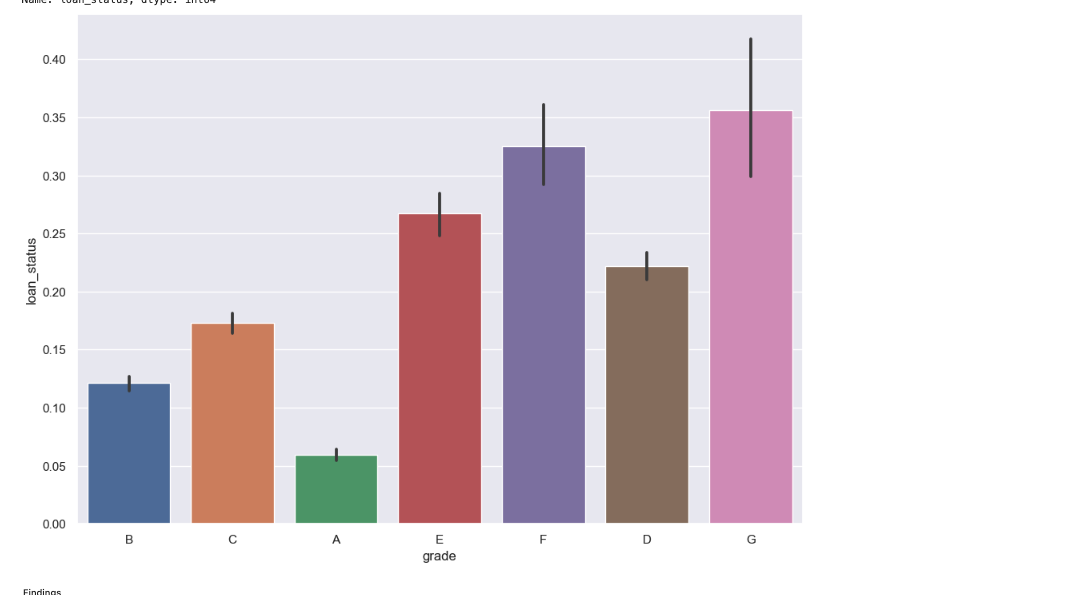 Name: loan_status, dtype: int64
0.40
0.35
0.30
0.25
0.20
0.15
0.10
0.05
0.00
loan_status
B C A E F D G
grade
Findings